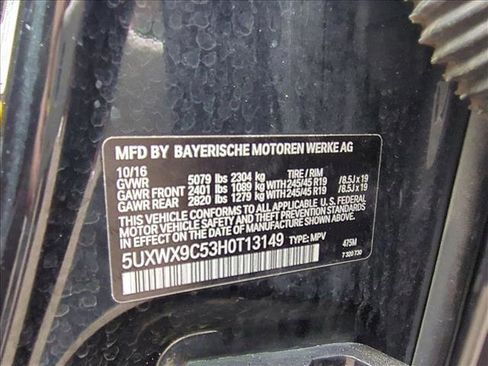 MFD BY BAYERISCHE MOTOREN WERKE AG
10/16 TIRE / RIM
GVWR 5079 lbs 2304 kg
GAWR FRONT 2401 lbs 1089 kg WITH 245/45 R19 /8.5J x 19
GAWR REAR 2820 lbs 1279 kg WITH 245/45 R19 /8.5J x 19
THIS VEHICLE CONFORMS TO ALL APPLICABLE U. S. FEDERAL
MOTOR VEHICLE SAFETY AND THEFT PREVENTION
STANDARDS IN EFFECT ON THE DATE OF
MANUFACTURE SHOWN ABOVE.
5UXWX9C53H0T13149 TYPE: MPV 475M
7 320 730